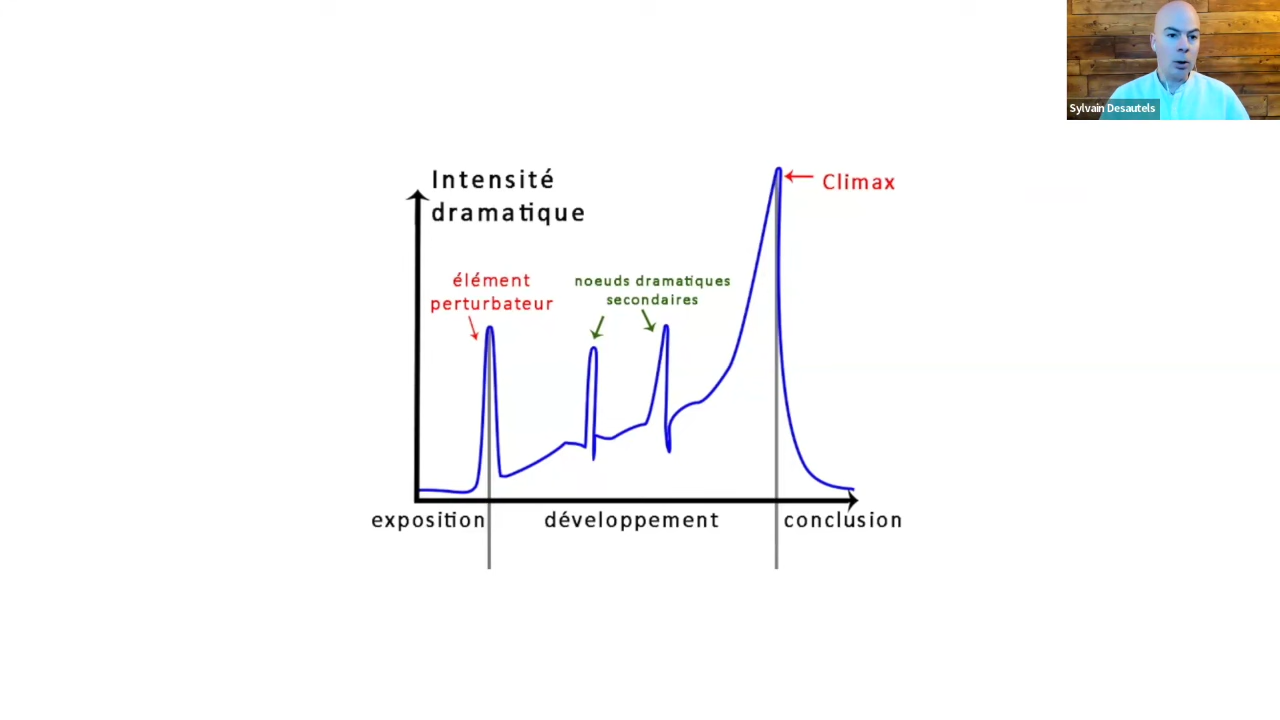 Sylvain Desautels
Intensité
dramatique
Climax
élément
perturbateur
noeuds dramatiques
secondaires
exposition
développement
conclusion